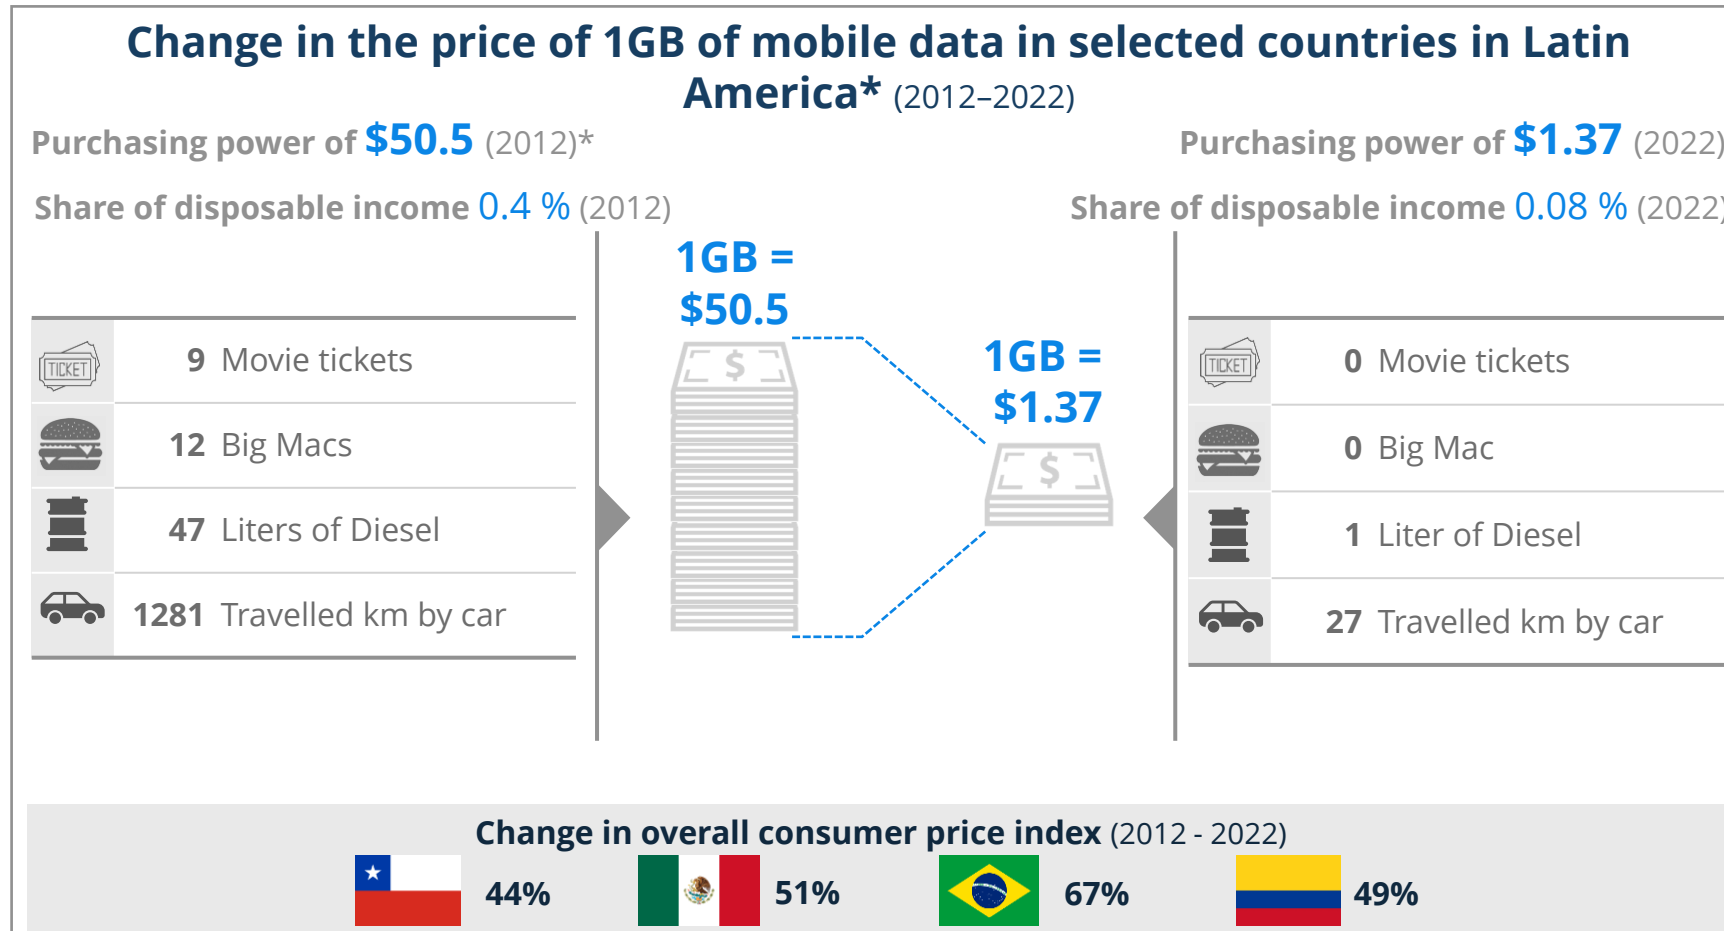 Change in the price of 1GB of mobile data in selected countries in Latin
America* (2012–2022)
Purchasing power of $50.5 (2012)*
Purchasing power of $1.37 (2022)
Share of disposable income 0.4 % (2012)
Share of disposable income 0.08 % (2022)
1GB =
$50.5
1GB =
$1.37
TICKET
9 Movie tickets
12 Big Macs
47 Liters of Diesel
1281 Travelled km by car
$
$
TICKET
0 Movie tickets
0 Big Mac
1 Liter of Diesel
27 Travelled km by car
Change in overall consumer price index (2012 - 2022)
44% 51% 67% 49%